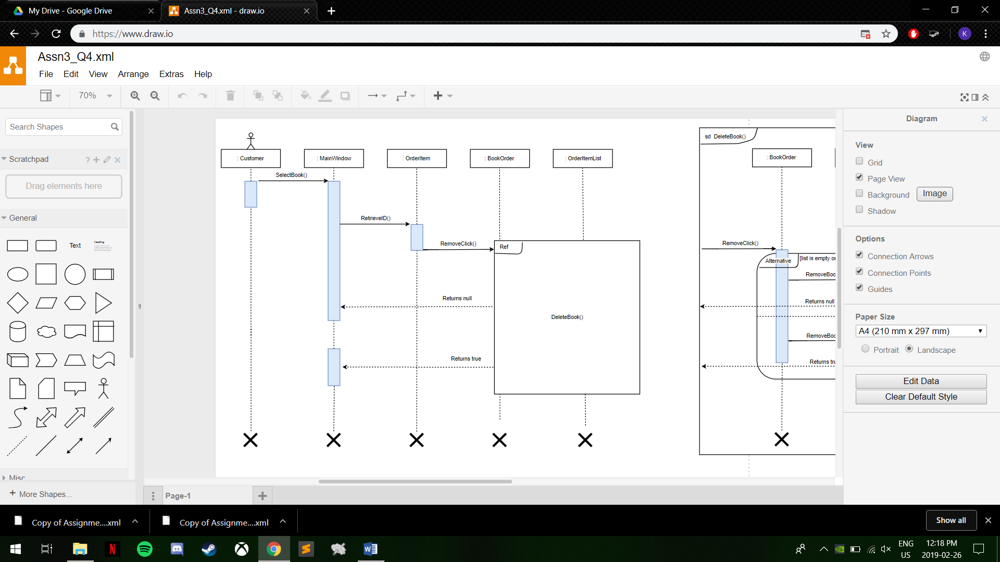 My Drive - Google Drive
Assn3_Q4.xml - draw.io
https://www.draw.io
K
Assn3_Q4.xml
File Edit View Arrange Extras Help
70%
Search Shapes
Scratchpad
?
Drag elements here
General
Text
Heading
Misc
More Shapes...
: Customer
: MainWindow
: OrderItem
: BookOrder
: OrderItemList
SelectBook()
RetrieveID()
RemoveClick()
Ref
Returns null
DeleteBook()
Returns true
sd DeleteBook()
: BookOrder
RemoveClick()
Alternative
[list is empty or
RemoveBoo
Returns null
RemoveBoo
Returns tru
Page-1
Diagram
View
Grid
Page View
Background
Image
Shadow
Options
Connection Arrows
Connection Points
Guides
Paper Size
A4 (210 mm x 297 mm)
Portrait
Landscape
Edit Data
Clear Default Style
Copy of Assignme....xml
Copy of Assignme....xml
Show all
ENG
US
12:18 PM
2019-02-26